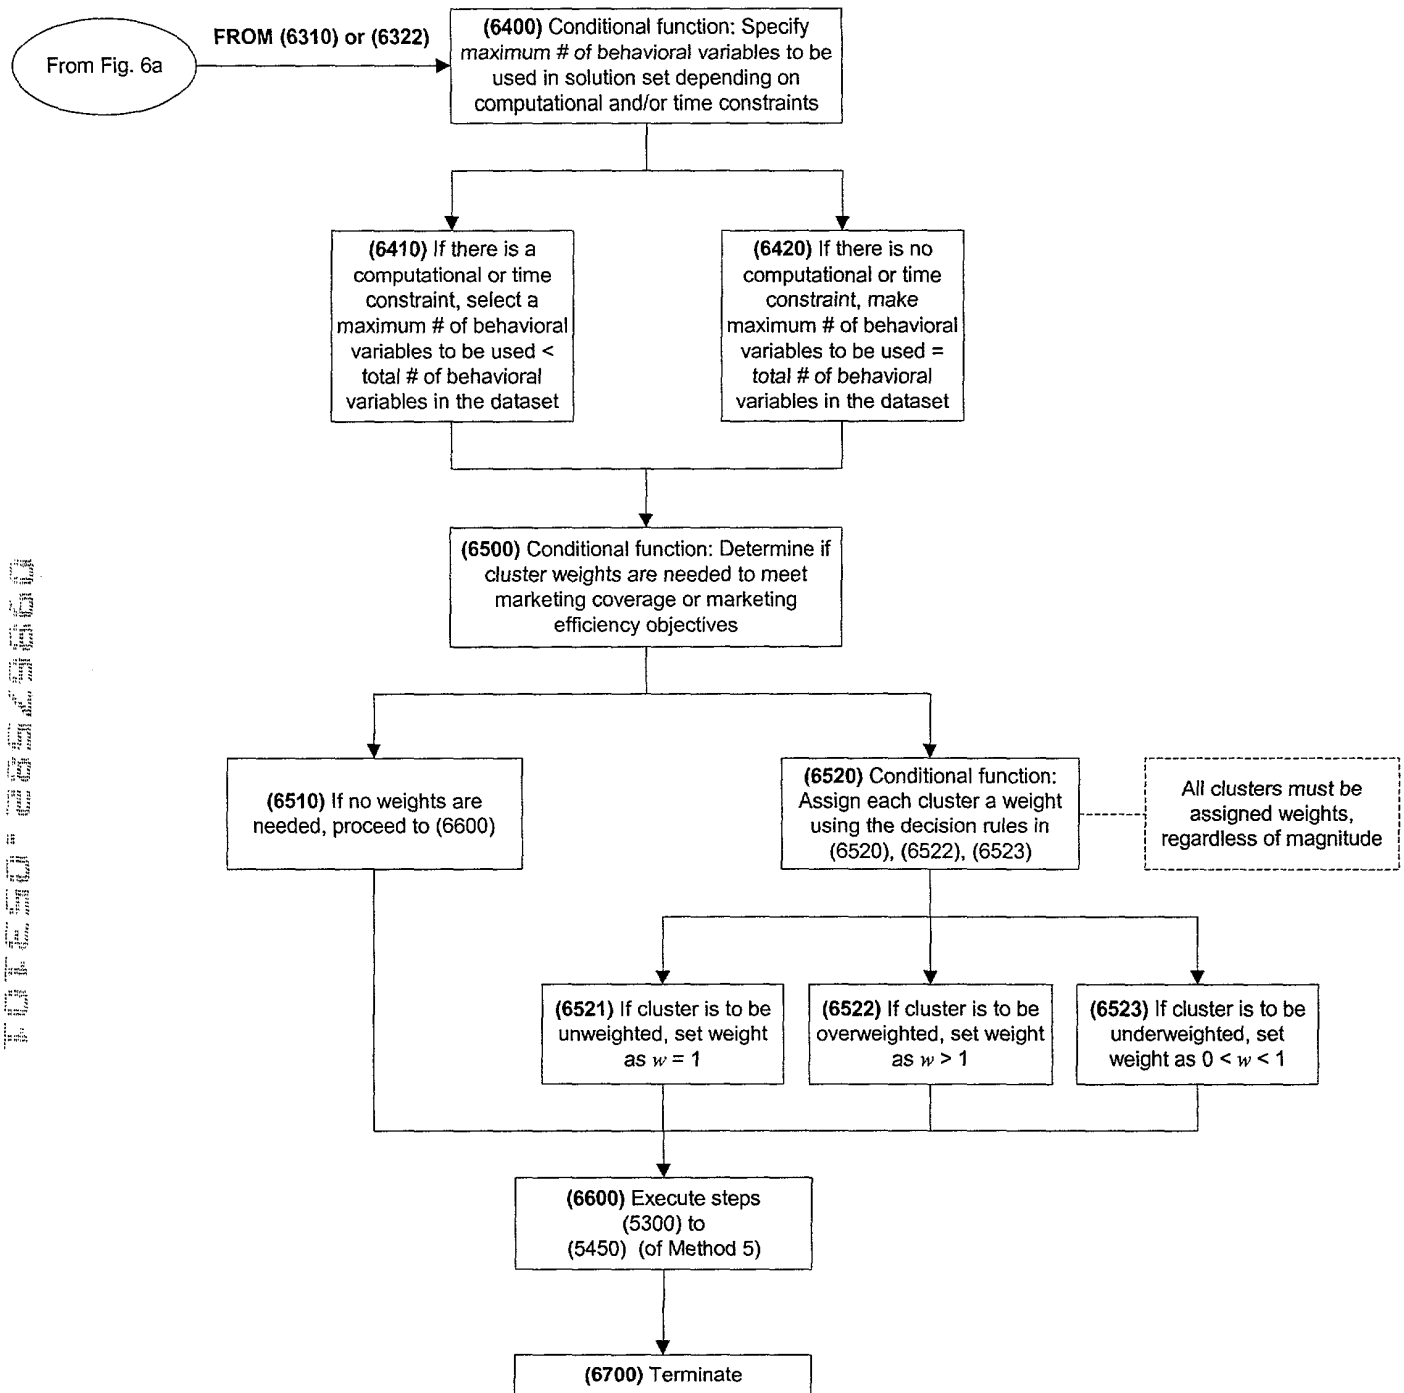 From Fig. 6a
FROM (6310) or (6322)
(6400) Conditional function: Specify
maximum # of behavioral variables to be
used in solution set depending on
computational and/or time constraints
(6410) If there is a
computational or time
constraint, select a
maximum # of behavioral
variables to be used <
total # of behavioral
variables in the dataset
(6420) If there is no
computational or time
constraint, make
maximum # of behavioral
variables to be used =
total # of behavioral
variables in the dataset
(6500) Conditional function: Determine if
cluster weights are needed to meet
marketing coverage or marketing
efficiency objectives
(6510) If no weights are
needed, proceed to (6600)
(6520) Conditional function:
Assign each cluster a weight
using the decision rules in
(6520), (6522), (6523)
All clusters must be
assigned weights,
regardless of magnitude
(6521) If cluster is to be
unweighted, set weight
as w = 1
(6522) If cluster is to be
overweighted, set weight
as w > 1
(6523) If cluster is to be
underweighted, set
weight as 0 < w < 1
(6600) Execute steps
(5300) to
(5450) (of Method 5)
(6700) Terminate